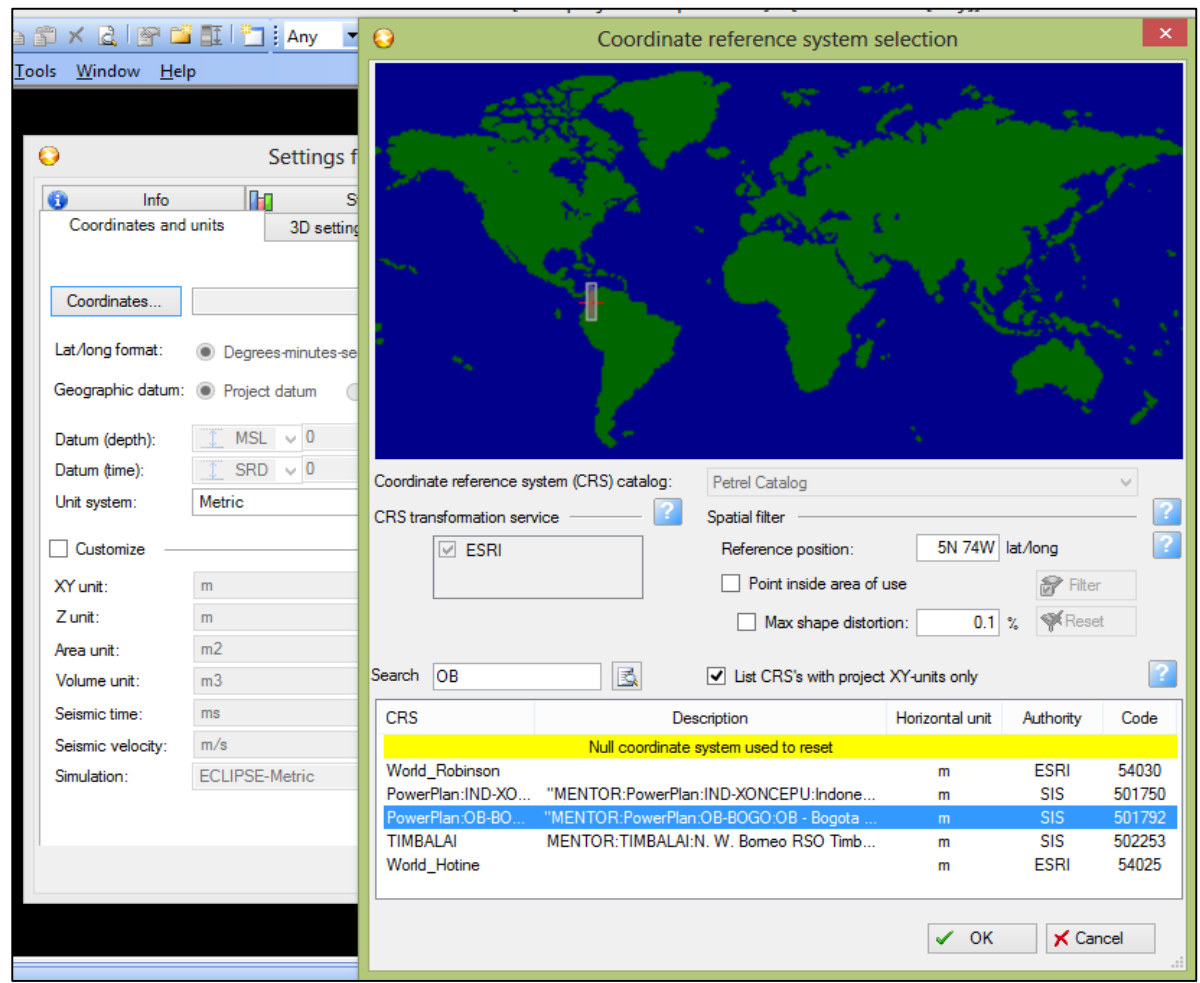 Any
Tools Window Help
Settings f
Info
S
Coordinates and units
3D setting
Coordinates...
Lat/long format:
Degrees-minutes-se
Geographic datum:
Project datum
Datum (depth):
MSL
0
Datum (time):
SRD
0
Unit system:
Metric
Customize
XY unit:
m
Z unit:
m
Area unit:
m2
Volume unit:
m3
Seismic time:
ms
Seismic velocity:
m/s
Simulation:
ECLIPSE-Metric
Coordinate reference system selection
Coordinate reference system (CRS) catalog:
Petrel Catalog
CRS transformation service
?
ESRI
Spatial filter
?
Reference position:
5N 74W
lat/long
?
Point inside area of use
Filter
Max shape distortion:
0.1
%
Reset
Search
OB
List CRS's with project XY-units only
?
CRS Description Horizontal unit Authority Code
Null coordinate system used to reset
World_Robinson m ESRI 54030
PowerPlan:IND-XO... "MENTOR:PowerPlan:IND-XONCEPU:Indone... m SIS 501750
PowerPlan:OB-BO... "MENTOR:PowerPlan:OB-BOGO:OB - Bogota ... m SIS 501792
TIMBALAI MENTOR:TIMBALAI:N. W. Borneo RSO Timb... m SIS 502253
World_Hotine m ESRI 54025
OK
Cancel